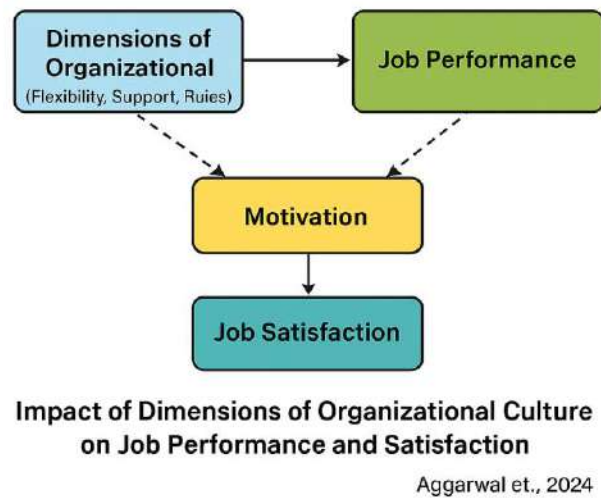 Dimensions of
Organizational
(Flexibility, Support, Ruies)
Job Performance
Motivation
Job Satisfaction
Impact of Dimensions of Organizational Culture
on Job Performance and Satisfaction
Aggarwal et., 2024